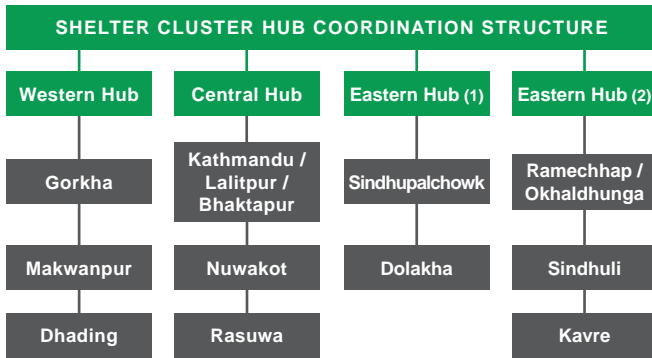 SHELTER CLUSTER HUB COORDINATION STRUCTURE
Western Hub
Gorkha
Makwanpur
Dhading
Central Hub
Kathmandu /
Lalitpur /
Bhaktapur
Nuwakot
Rasuwa
Eastern Hub (1)
Sindhupalchowk
Dolakha
Eastern Hub (2)
Ramechhap /
Okhaldhunga
Sindhuli
Kavre